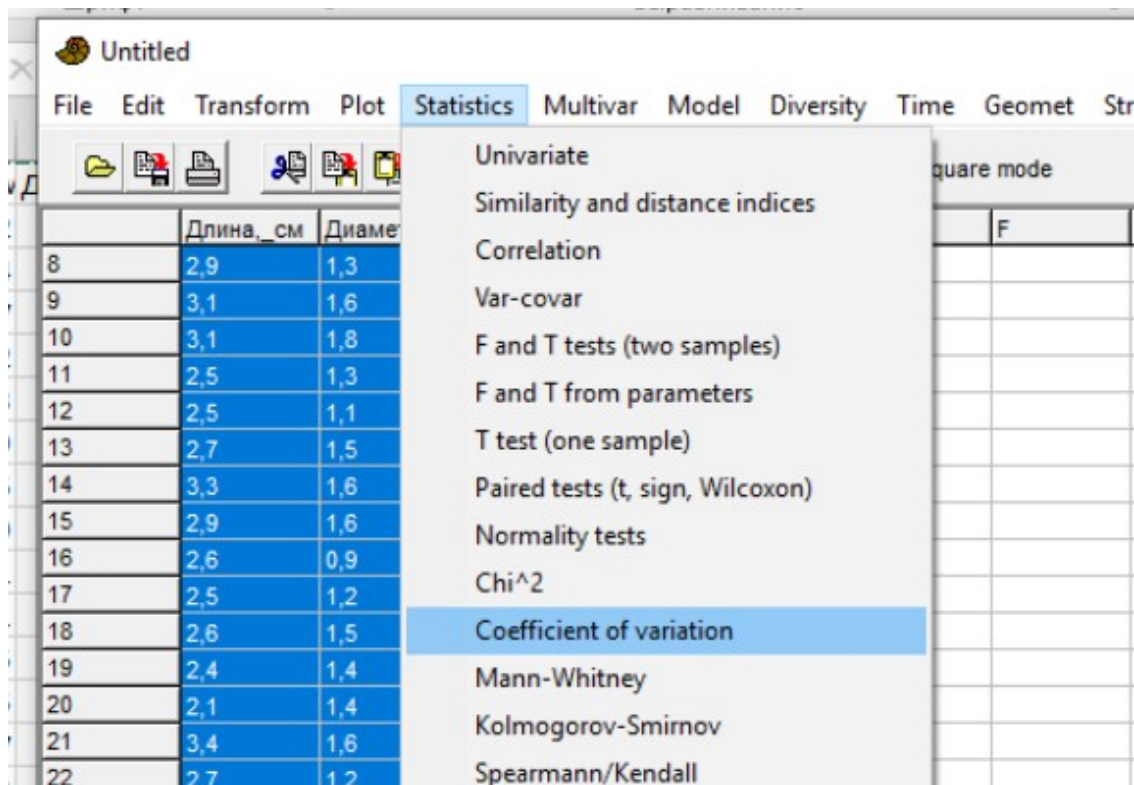 Untitled
File Edit Transform Plot Statistics Multivar Model Diversity Time Geomet Str
quare mode
Univariate
Similarity and distance indices
Correlation
Var-covar
F and T tests (two samples)
F and T from parameters
T test (one sample)
Paired tests (t, sign, Wilcoxon)
Normality tests
Chi^2
Coefficient of variation
Mann-Whitney
Kolmogorov-Smirnov
Spearmann/Kendall
Длина,_см Диаме F
8 2,9 1,3
9 3,1 1,6
10 3,1 1,8
11 2,5 1,3
12 2,5 1,1
13 2,7 1,5
14 3,3 1,6
15 2,9 1,6
16 2,6 0,9
17 2,5 1,2
18 2,6 1,5
19 2,4 1,4
20 2,1 1,4
21 3,4 1,6
22 2,7 1,2